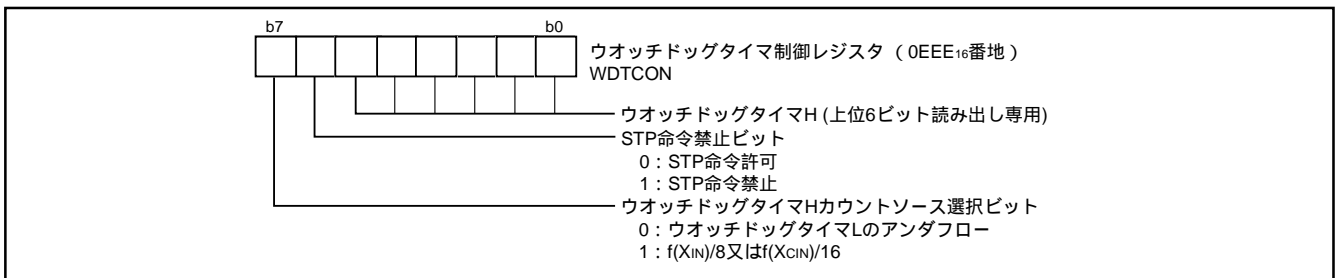 b7 b0
ウオッチドッグタイマ制御レジスタ（0EEE16番地）
WDTCON
ウオッチドッグタイマH (上位6ビット読み出し専用)
STP命令禁止ビット
0：STP命令許可
1：STP命令禁止
ウオッチドッグタイマHカウントソース選択ビット
0：ウオッチドッグタイマLのアンダフロー
1：f(XIN)/8又はf(XCIN)/16